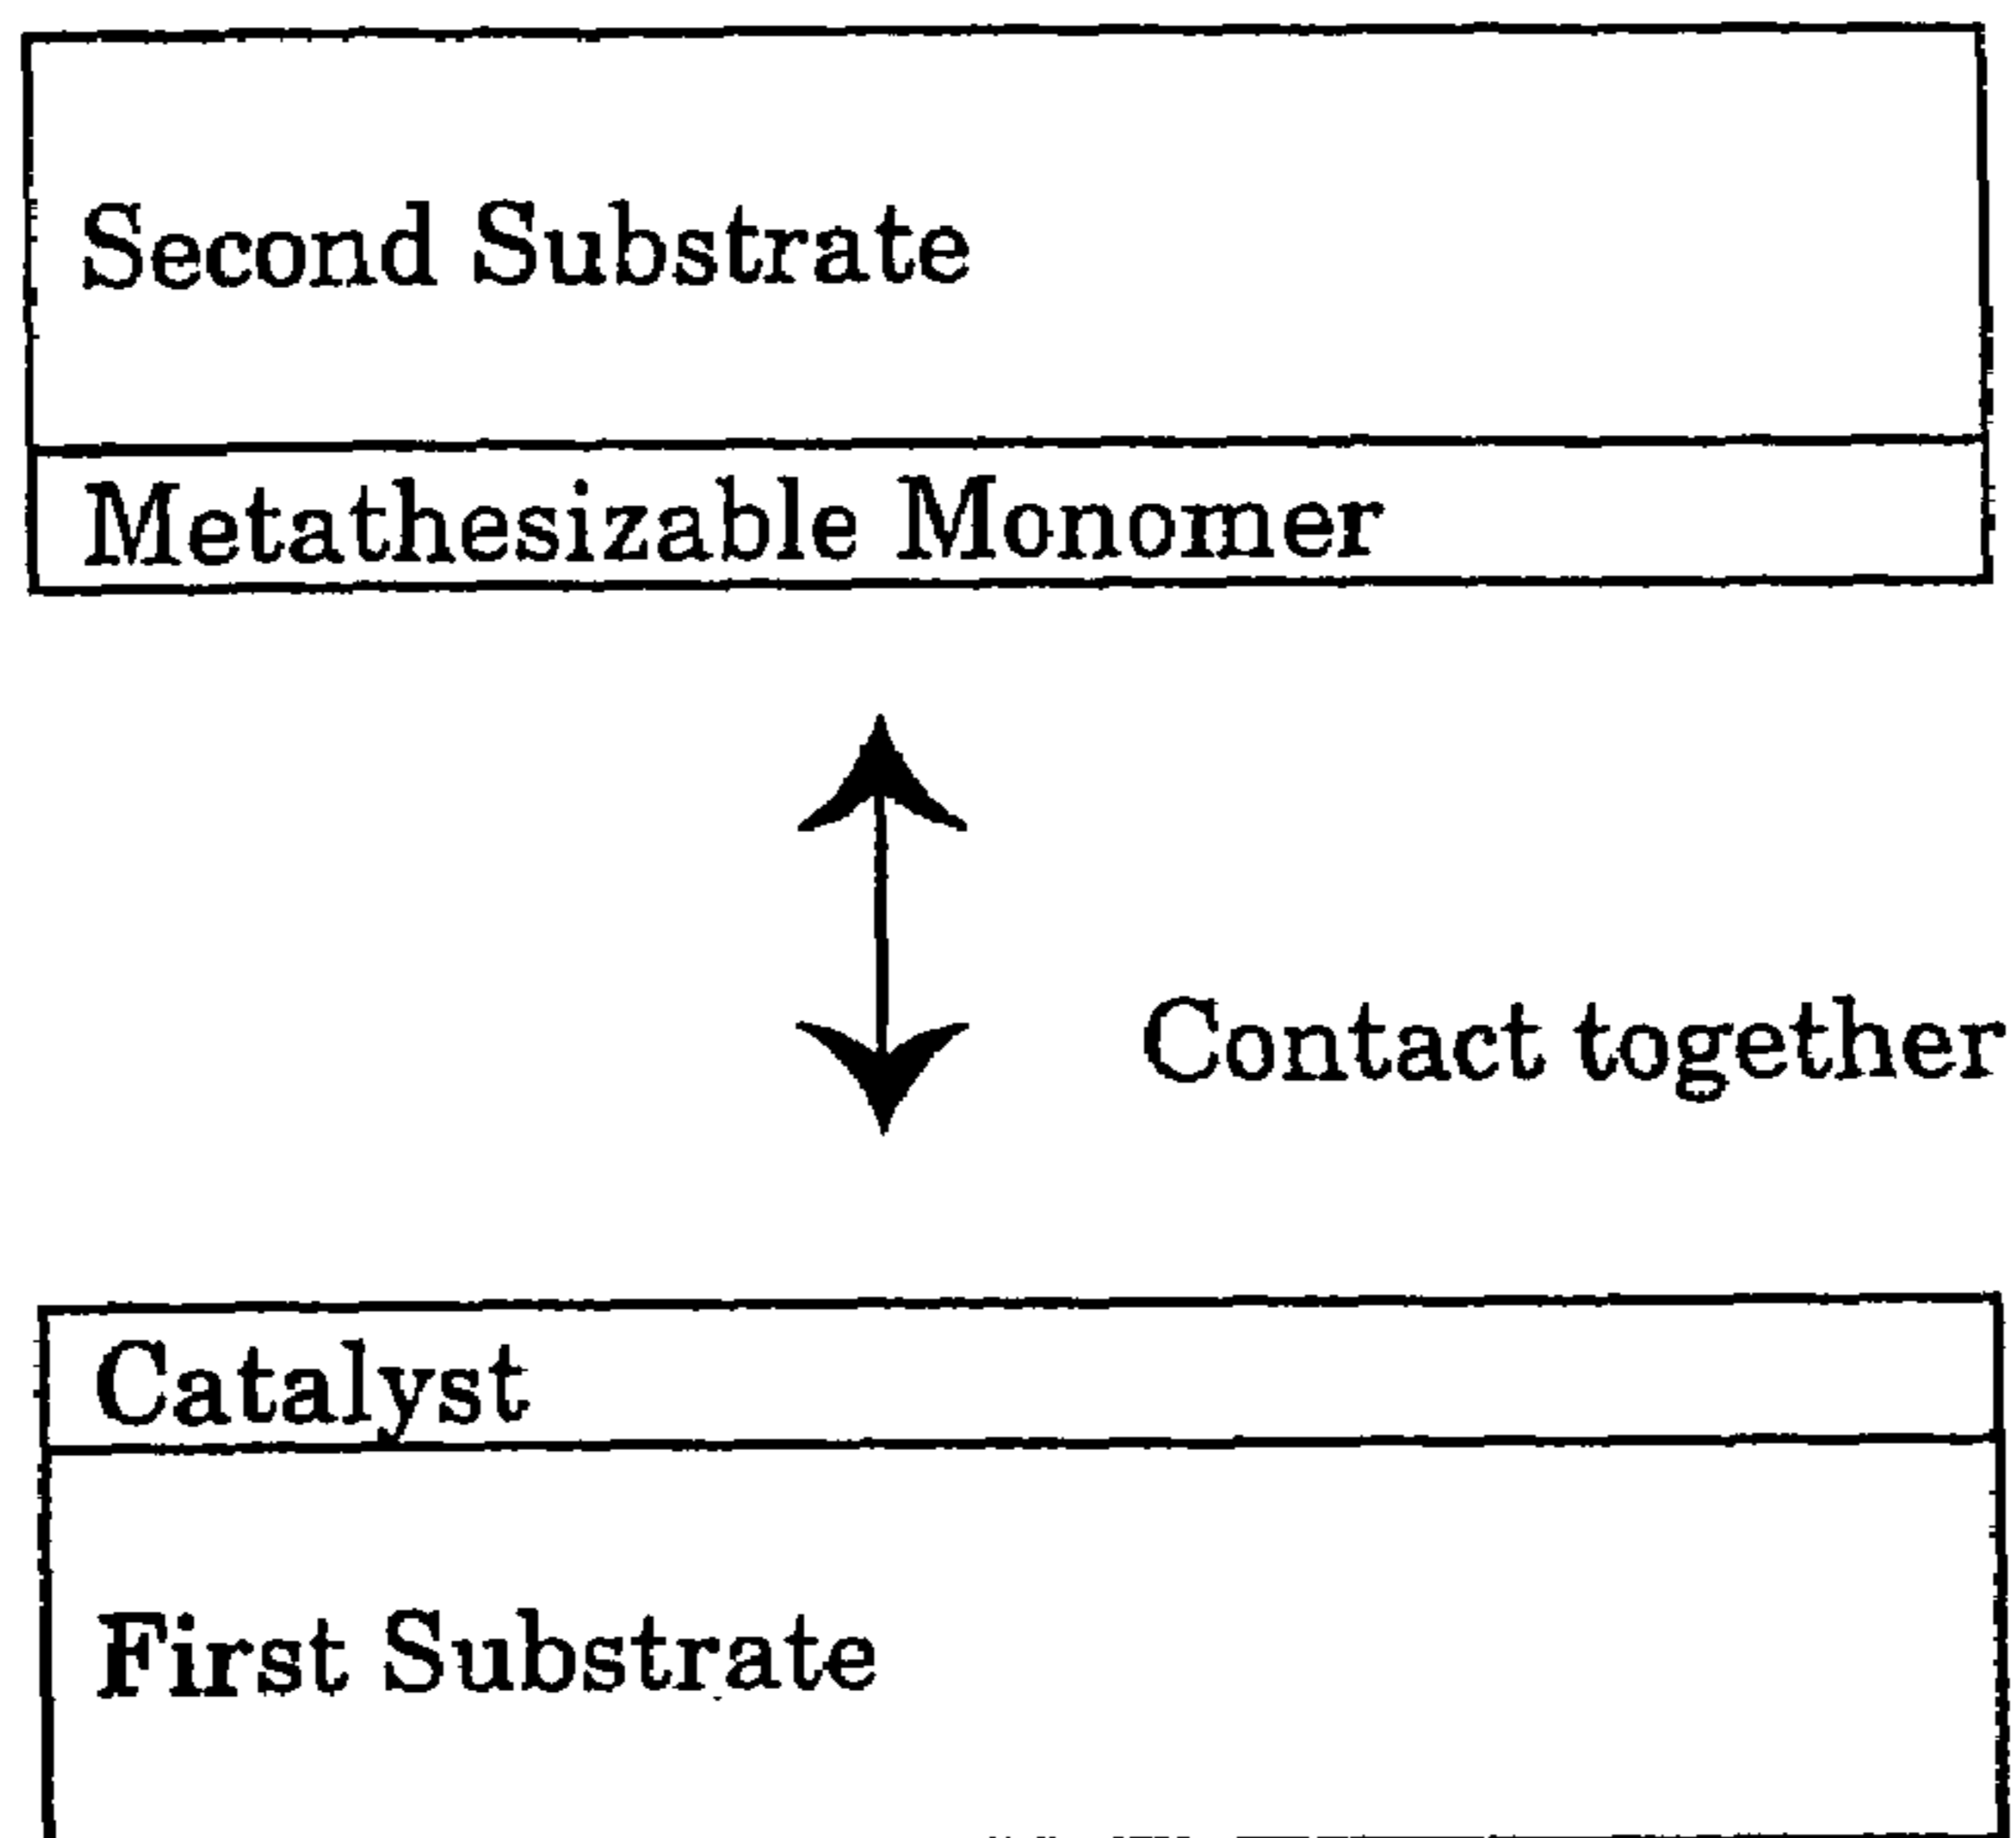 Second Substrate
Metathesizable Monomer
Contact together
Catalyst
First Substrate